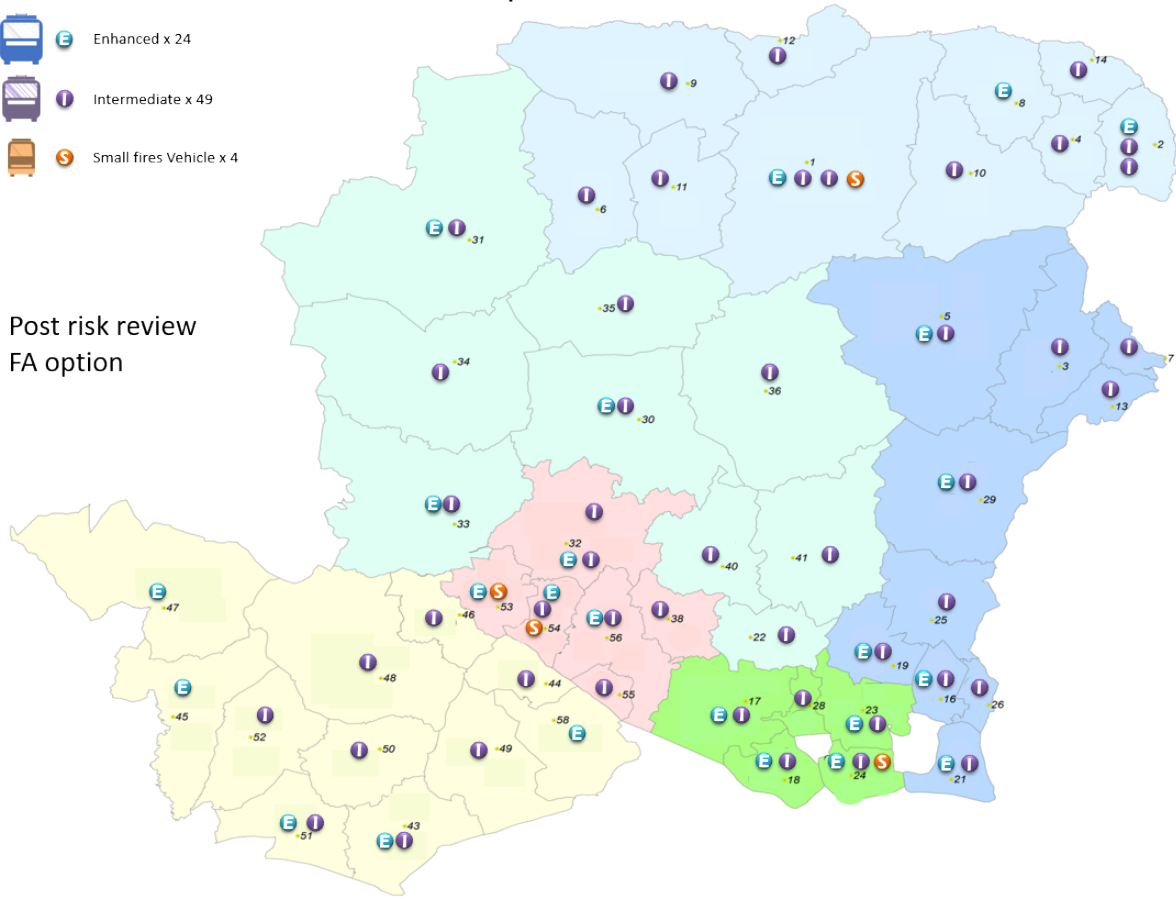 E Enhanced x 24
I Intermediate x 49
S Small fires Vehicle x 4
Post risk review
FA option
12
I
I 9
I 14
E
8
E
I 4
I 2
I
1
E I I S
I 10
I 11
I
6
E I
31
35 I
5
E I
I
3
I
7
I
13
34
I
I
36
E I
30
E I
29
E I
33
I
32
E I
I
40
41 I
E S
53
E
I
S 54
E I
56
I
38
E
47
46
I
I
25
22 I
E I
19
I
48
E
45
I 44
I
55
E I
16
I
26
17
E I
I
28
23
E I
I
52
58
E
I 50
I 49
E I
18
E I S
24
E I
21
E I
51
43
E I